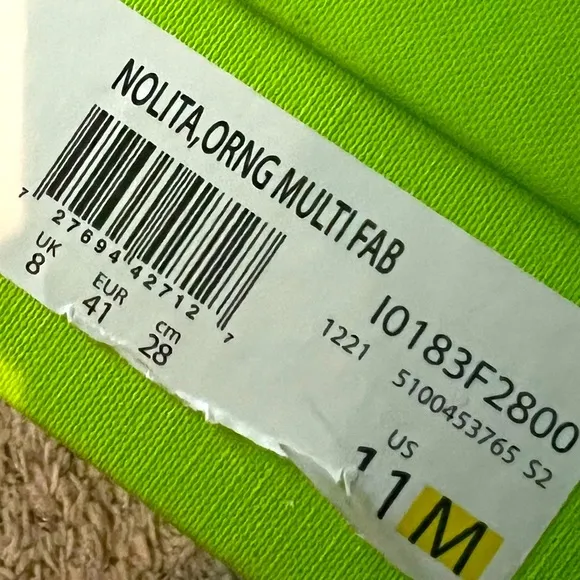 NOLITA,ORNG MULTI FAB
7 27694 42712 7
UK EUR cm
8 41 28
I0183F2800
1221 5100453765 S2
US
11 M